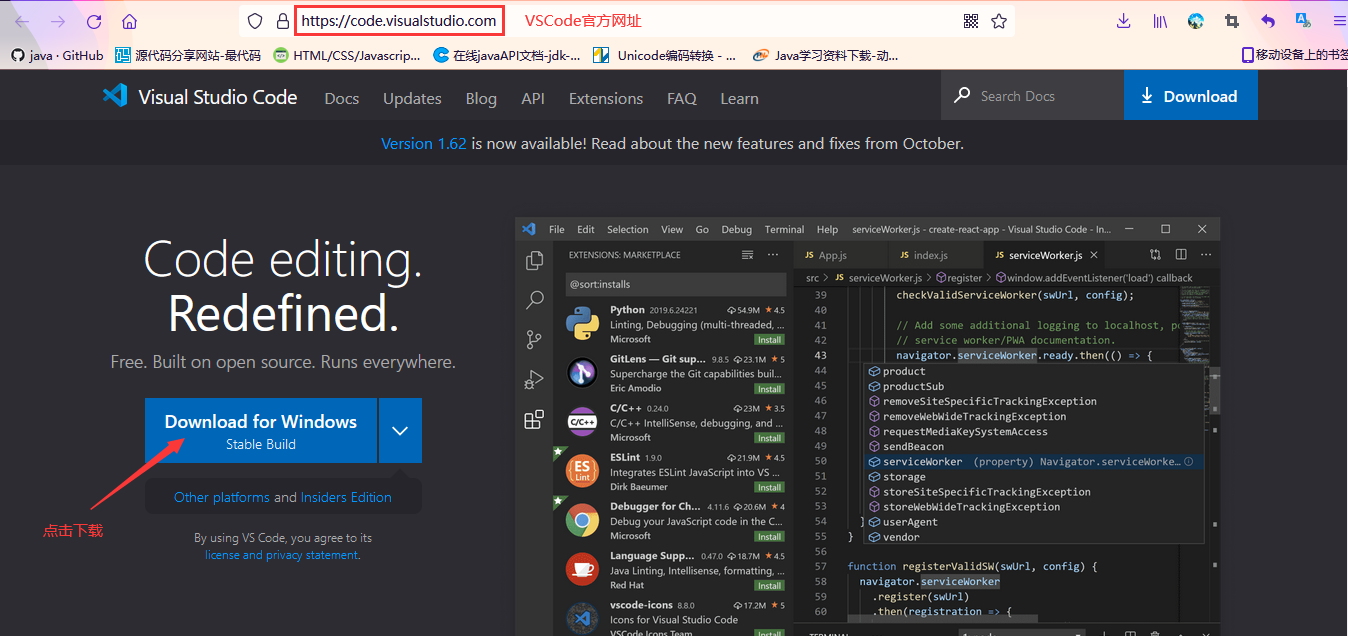 https://code.visualstudio.com
VSCode官方网址
java · GitHub
源代码分享网站-最代码
HTML/CSS/Javascrip...
在线javaAPI文档-jdk-...
Unicode编码转换 - ...
Java学习资料下载-动...
移动设备上的书签
Visual Studio Code
Docs
Updates
Blog
API
Extensions
FAQ
Learn
Search Docs
Download
Version 1.62 is now available! Read about the new features and fixes from October.
Code editing.
Redefined.
Free. Built on open source. Runs everywhere.
Download for Windows
Stable Build
Other platforms and Insiders Edition
点击下载
By using VS Code, you agree to its
license and privacy statement.
File Edit Selection View Go Debug Terminal Help serviceWorker.js - create-react-app - Visual Studio Code - In...
EXTENSIONS: MARKETPLACE
@sort:installs
Python 2019.6.24221 54.9M ★ 4.5
Linting, Debugging (multi-threaded, ...
Microsoft Install
GitLens — Git sup... 9.8.5 23.1M ★ 5
Supercharge the Git capabilities buil...
Eric Amodio Install
C/C++ 0.24.0 23M ★ 3.5
C/C++ IntelliSense, debugging, and ...
Microsoft Install
C/C++
ESLint 1.9.0 21.9M ★ 4.5
Integrates ESLint JavaScript into VS ...
Dirk Baeumer Install
ES
Lint
Debugger for Ch... 4.11.6 20.6M ★ 4
Debug your JavaScript code in the C...
Microsoft Install
Language Supp... 0.47.0 18.7M ★ 4.5
Java Linting, Intellisense, formatting, ...
Red Hat Install
vscode-icons 8.8.0 17.2M ★ 5
Icons for Visual Studio Code
VSCode Icons Team Install
JS App.js
JS index.js
JS serviceWorker.js
src > JS serviceWorker.js > register > window.addEventListener('load') callback
39 checkValidServiceWorker(swUrl, config);
40
41 // Add some additional logging to localhost, po
42 // service worker/PWA documentation.
43 navigator.serviceWorker.ready.then(() => {
44 product
45 productSub
46 removeSiteSpecificTrackingException
47 removeWebWideTrackingException
48 requestMediaKeySystemAccess
49 sendBeacon
50 serviceWorker (property) Navigator.serviceWorke...
51 storage
52 storeSiteSpecificTrackingException
53 storeWebWideTrackingException
54 } userAgent
55 } vendor
56
57 function registerValidSW(swUrl, config) {
58 navigator.serviceWorker
59 .register(swUrl)
60 .then(registration => {
TERMINAL